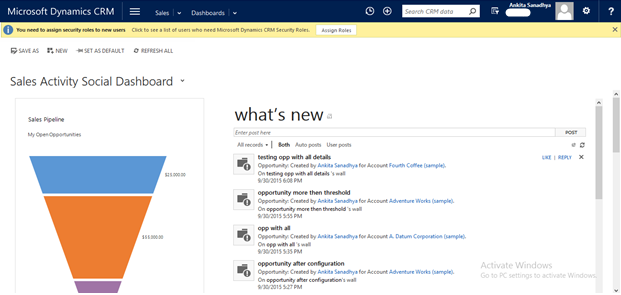 Microsoft Dynamics CRM Sales Dashboards Search CRM data Ankita Sanadhya ?
You need to assign security roles to new users Click to see a list of users who need Microsoft Dynamics CRM Security Roles. Assign Roles
SAVE AS NEW SET AS DEFAULT REFRESH ALL
Sales Activity Social Dashboard
Sales Pipeline
My Open Opportunities
$25,000.00
what's new
Enter post here POST
All records Both Auto posts User posts
testing opp with all details LIKE | REPLY
Opportunity: Created by Ankita Sanadhya for Account Fourth Coffee (sample).
On testing opp with all details 's wall
9/30/2015 6:08 PM
opportunity more then threshold
Opportunity: Created by Ankita Sanadhya for Account Adventure Works (sample).
On opportunity more then threshold 's wall
9/30/2015 5:55 PM
opp with all
Opportunity: Created by Ankita Sanadhya for Account A. Datum Corporation (sample).
On opp with all 's wall
9/30/2015 5:35 PM
opportunity after configuration
Opportunity: Created by Ankita Sanadhya for Account Adventure Works (sample).
On opportunity after configuration 's wall
9/30/2015 5:27 PM
Activate Windows
Go to PC settings to activate Windows.